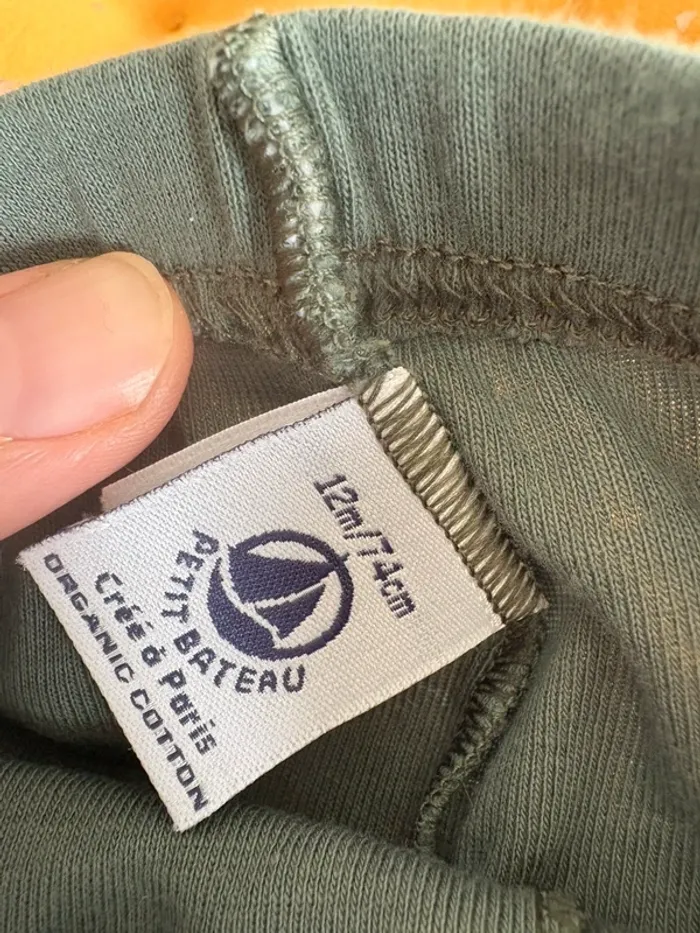 12m/74cm
PETIT BATEAU
Créé à Paris
ORGANIC COTTON